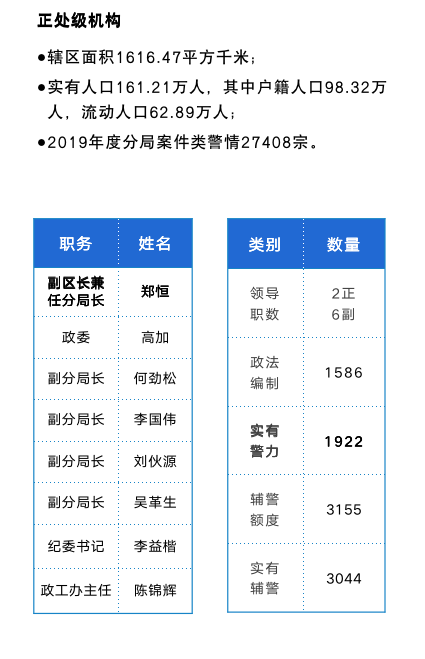 正处级机构
●辖区面积1616.47平方千米；
●实有人口161.21万人，其中户籍人口98.32万
人，流动人口62.89万人；
●2019年度分局案件类警情27408宗。
职务 姓名
副区长兼
任分局长 郑恒
政委 高加
副分局长 何劲松
副分局长 李国伟
副分局长 刘伙源
副分局长 吴革生
纪委书记 李益楷
政工办主任 陈锦辉
类别 数量
领导 2正
职数 6副
政法
编制 1586
实有
警力 1922
辅警
额度 3155
实有
辅警 3044